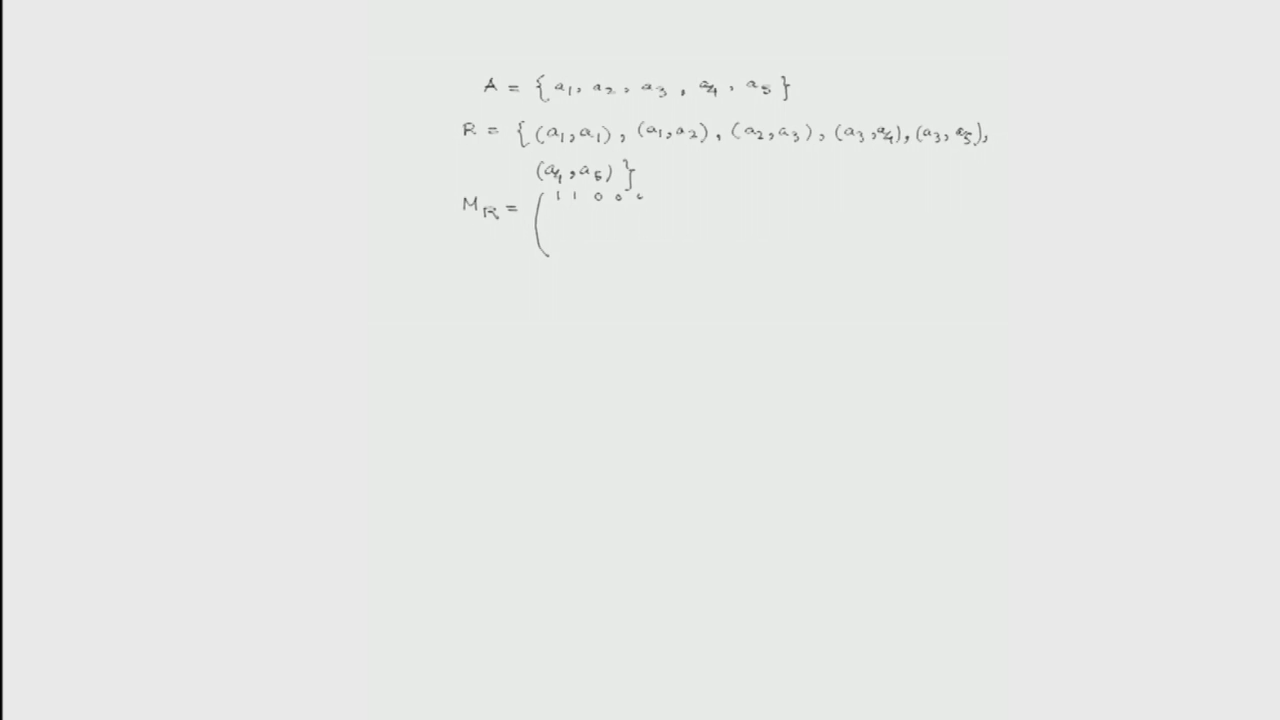 A = { a1, a2, a3, a4, a5 }
R = { (a1,a1), (a1,a2), (a2,a3), (a3,a4), (a3,a5),
(a4,a5) }
MR = ( 1 1 0 0 0